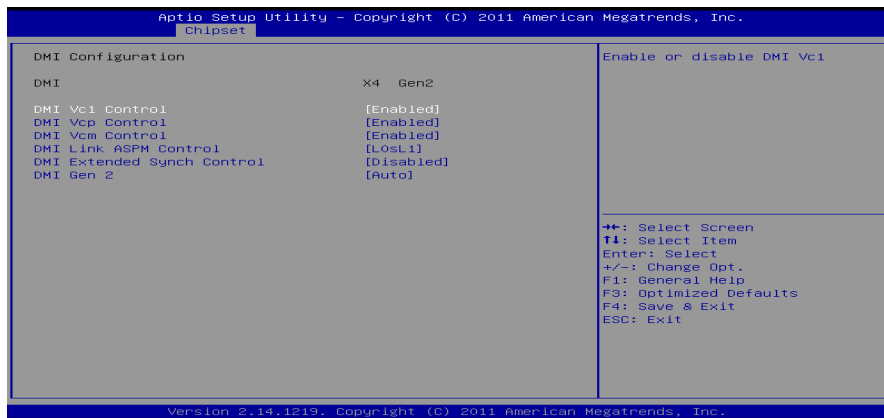 Aptio Setup Utility – Copyright (C) 2011 American Megatrends, Inc.
Chipset
DMI Configuration
DMI X4 Gen2
DMI Vc1 Control [Enabled]
DMI Vcp Control [Enabled]
DMI Vcm Control [Enabled]
DMI Link ASPM Control [L0sL1]
DMI Extended Synch Control [Disabled]
DMI Gen 2 [Auto]
Enable or disable DMI Vc1
→←: Select Screen
↑↓: Select Item
Enter: Select
+/-: Change Opt.
F1: General Help
F3: Optimized Defaults
F4: Save & Exit
ESC: Exit
Version 2.14.1219. Copyright (C) 2011 American Megatrends, Inc.